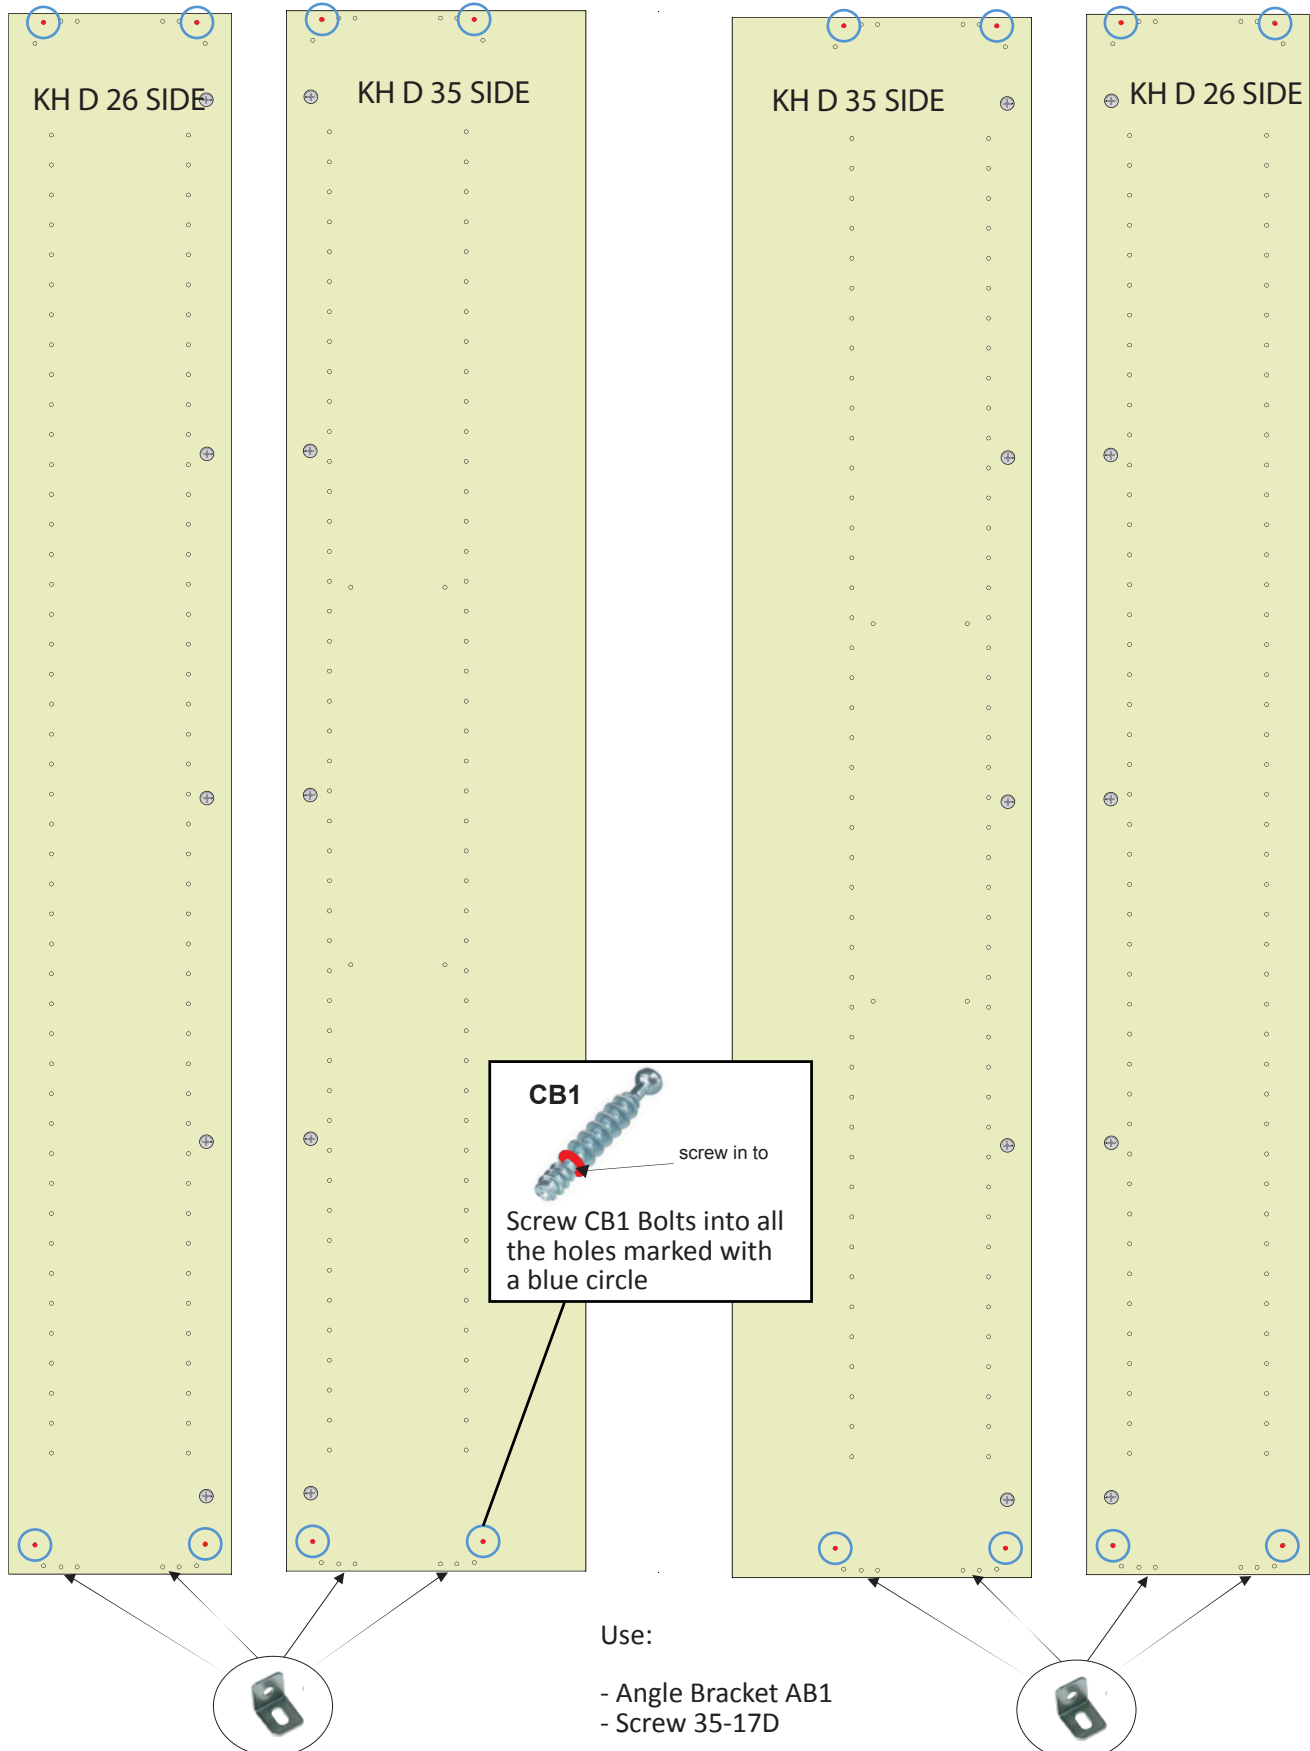 KH D 26 SIDE
KH D 35 SIDE
KH D 35 SIDE
KH D 26 SIDE
CB1
screw in to
Screw CB1 Bolts into all
the holes marked with
a blue circle
Use:
- Angle Bracket AB1
- Screw 35-17D